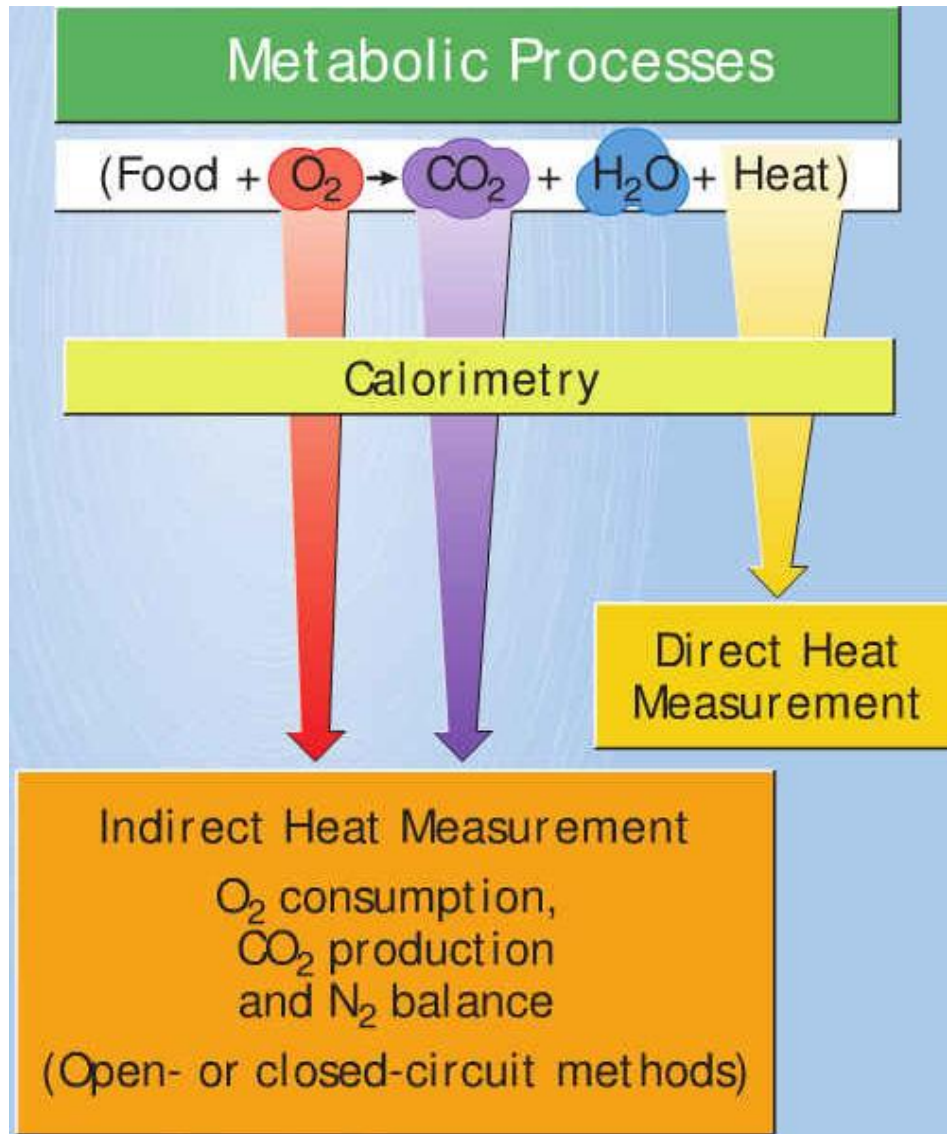 Metabolic Processes
(Food + O₂ → CO₂ + H₂O + Heat)
Calorimetry
Direct Heat
Measurement
Indirect Heat Measurement
O₂ consumption,
CO₂ production
and N₂ balance
(Open- or closed-circuit methods)